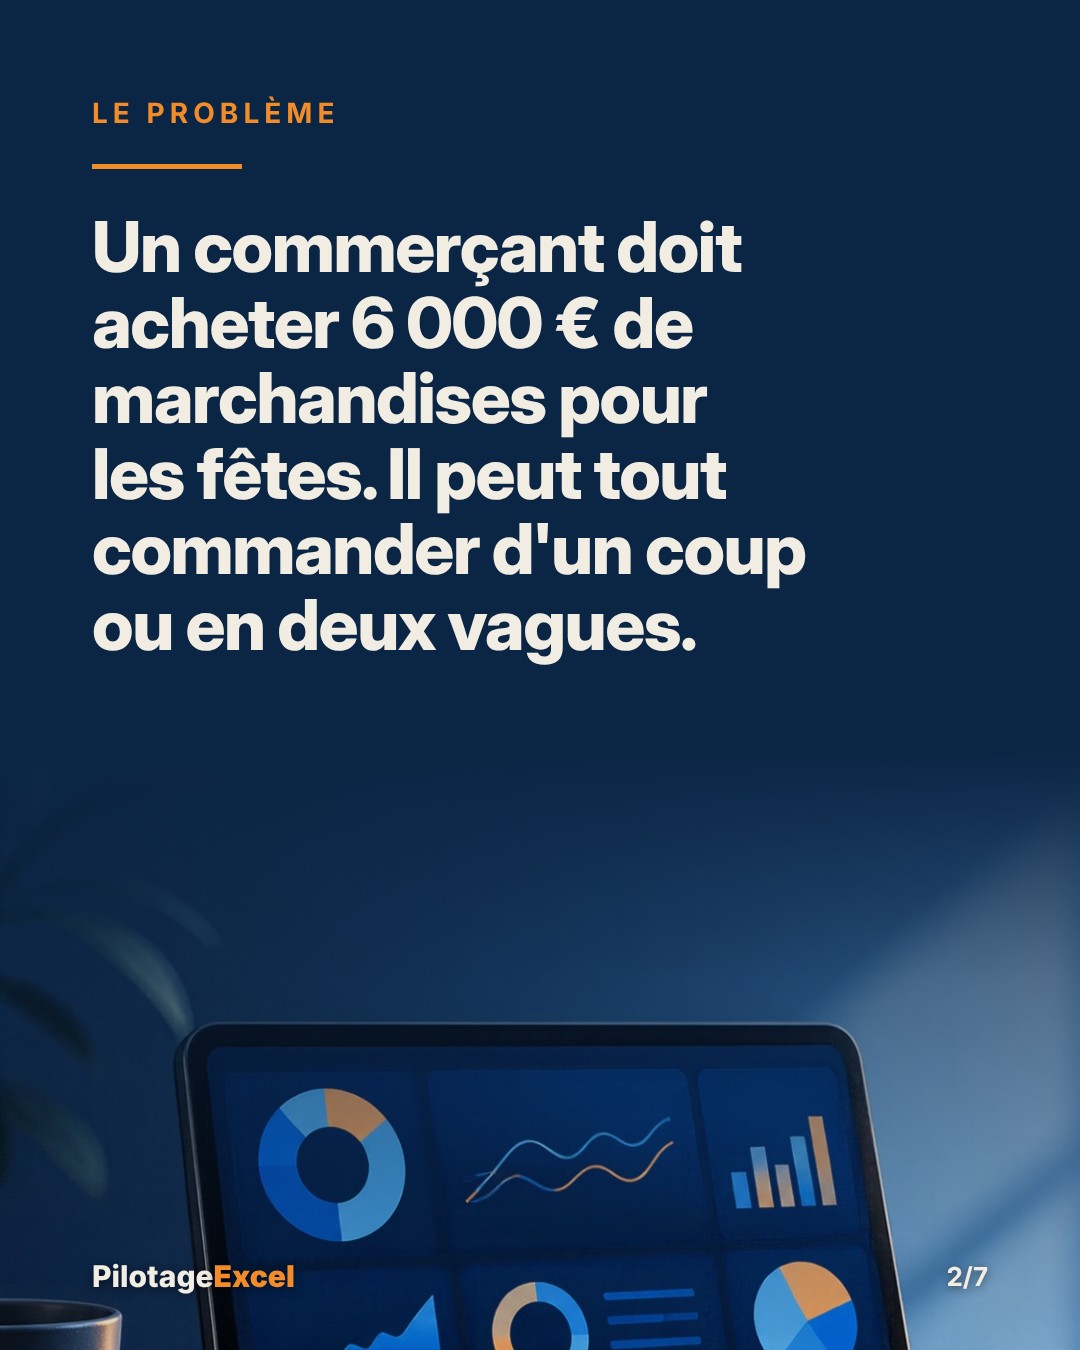 LE PROBLÈME
Un commerçant doit
acheter 6 000 € de
marchandises pour
les fêtes. Il peut tout
commander d'un coup
ou en deux vagues.
PilotageExcel
2/7